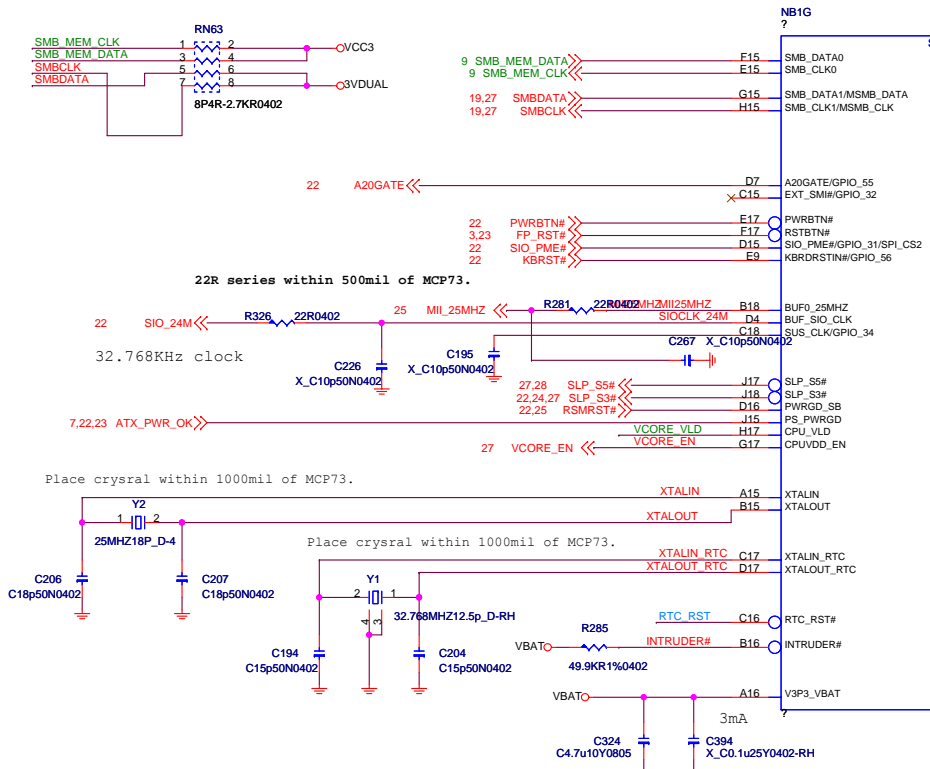 NB1G
?
S
RN63
SMB_MEM_CLK 1 2 VCC3
SMB_MEM_DATA 3 4
SMBCLK 5 6
SMBDATA 7 8 3VDUAL
8P4R-2.7KR0402
9 SMB_MEM_DATA F15 SMB_DATA0
9 SMB_MEM_CLK E15 SMB_CLK0
19,27 SMBDATA G15 SMB_DATA1/MSMB_DATA
19,27 SMBCLK H15 SMB_CLK1/MSMB_CLK
22 A20GATE D7 A20GATE/GPIO_55
C15 EXT_SMI#/GPIO_32
22 PWRBTN# E17 PWRBTN#
3,23 FP_RST# F17 RSTBTN#
22 SIO_PME# D15 SIO_PME#/GPIO_31/SPI_CS2
22 KBRST# E9 KBRDRSTIN#/GPIO_56
22R series within 500mil of MCP73.
25 MII_25MHZ R281 22R0402 MII25MHZ B18 BUF0_25MHZ
22 SIO_24M R326 22R0402 SIOCLK_24M D4 BUF_SIO_CLK
C18 SUS_CLK/GPIO_34
32.768KHz clock
C226
X_C10p50N0402
C195
X_C10p50N0402
C267 X_C10p50N0402
27,28 SLP_S5# J17 SLP_S5#
22,24,27 SLP_S3# J18 SLP_S3#
22,25 RSMRST# D16 PWRGD_SB
7,22,23 ATX_PWR_OK J15 PS_PWRGD
VCORE_VLD H17 CPU_VLD
27 VCORE_EN VCORE_EN G17 CPUVDD_EN
Place crysral within 1000mil of MCP73.
XTALIN A15 XTALIN
XTALOUT B15 XTALOUT
Y2
1 2
25MHZ18P_D-4
C206
C18p50N0402
C207
C18p50N0402
Place crysral within 1000mil of MCP73.
XTALIN_RTC C17 XTALIN_RTC
XTALOUT_RTC D17 XTALOUT_RTC
Y1
2 1
4 3
32.768MHZ12.5p_D-RH
C194
C15p50N0402
C204
C15p50N0402
RTC_RST C16 RTC_RST#
VBAT R285 INTRUDER# B16 INTRUDER#
49.9KR1%0402
VBAT A16 V3P3_VBAT
3mA
?
C324
C4.7u10Y0805
C394
X_C0.1u25Y0402-RH